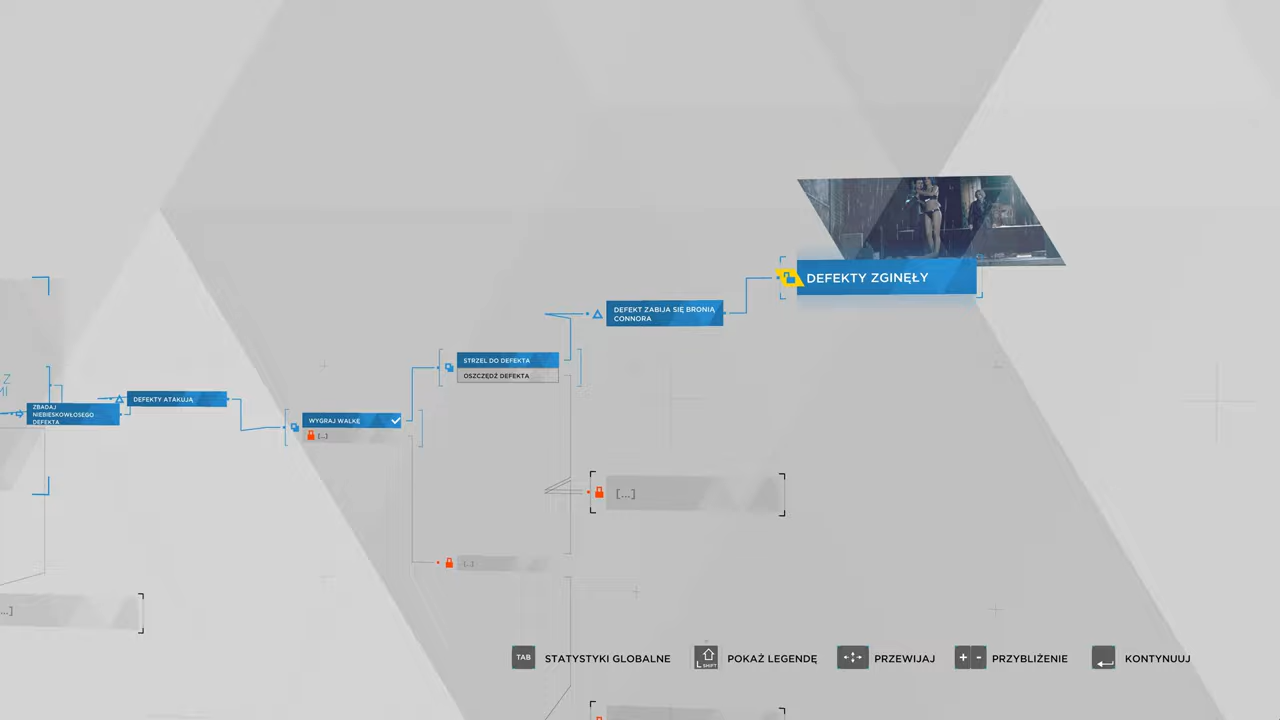 DEFEKTY ZGINĘŁY
DEFEKT ZABIJA SIĘ BRONIĄ
CONNORA
STRZEL DO DEFEKTA
OSZCZĘDŹ DEFEKTA
Z
MI
ZBADAJ
NIEBIESKOWŁOSEGO
DEFEKTA
DEFEKTY ATAKUJĄ
WYGRAJ WALKĘ
[...]
[...]
[...]
...]
TAB STATYSTYKI GLOBALNE
L SHIFT POKAŻ LEGENDĘ
PRZEWIJAJ
+ - PRZYBLIŻENIE
KONTYNUUJ